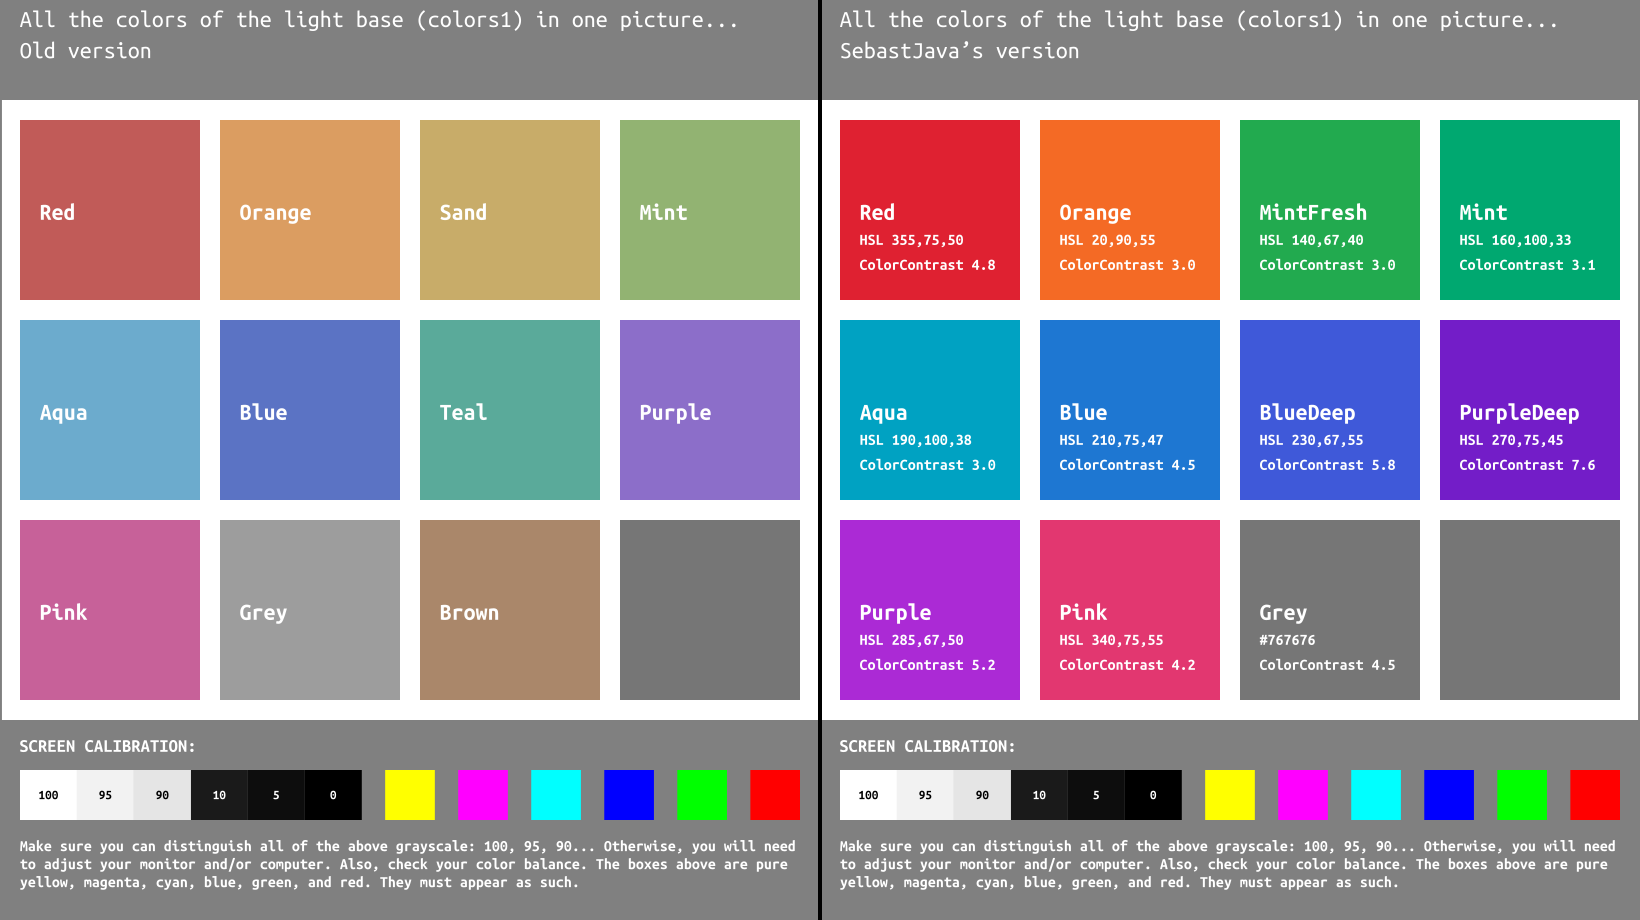 All the colors of the light base (colors1) in one picture...
Old version
Red
Orange
Sand
Mint
Aqua
Blue
Teal
Purple
Pink
Grey
Brown
SCREEN CALIBRATION:
100 95 90 10 5 0
Make sure you can distinguish all of the above grayscale: 100, 95, 90... Otherwise, you will need
to adjust your monitor and/or computer. Also, check your color balance. The boxes above are pure
yellow, magenta, cyan, blue, green, and red. They must appear as such.
All the colors of the light base (colors1) in one picture...
SebastJava’s version
Red
HSL 355,75,50
ColorContrast 4.8
Orange
HSL 20,90,55
ColorContrast 3.0
MintFresh
HSL 140,67,40
ColorContrast 3.0
Mint
HSL 160,100,33
ColorContrast 3.1
Aqua
HSL 190,100,38
ColorContrast 3.0
Blue
HSL 210,75,47
ColorContrast 4.5
BlueDeep
HSL 230,67,55
ColorContrast 5.8
PurpleDeep
HSL 270,75,45
ColorContrast 7.6
Purple
HSL 285,67,50
ColorContrast 5.2
Pink
HSL 340,75,55
ColorContrast 4.2
Grey
#767676
ColorContrast 4.5
SCREEN CALIBRATION:
100 95 90 10 5 0
Make sure you can distinguish all of the above grayscale: 100, 95, 90... Otherwise, you will need
to adjust your monitor and/or computer. Also, check your color balance. The boxes above are pure
yellow, magenta, cyan, blue, green, and red. They must appear as such.